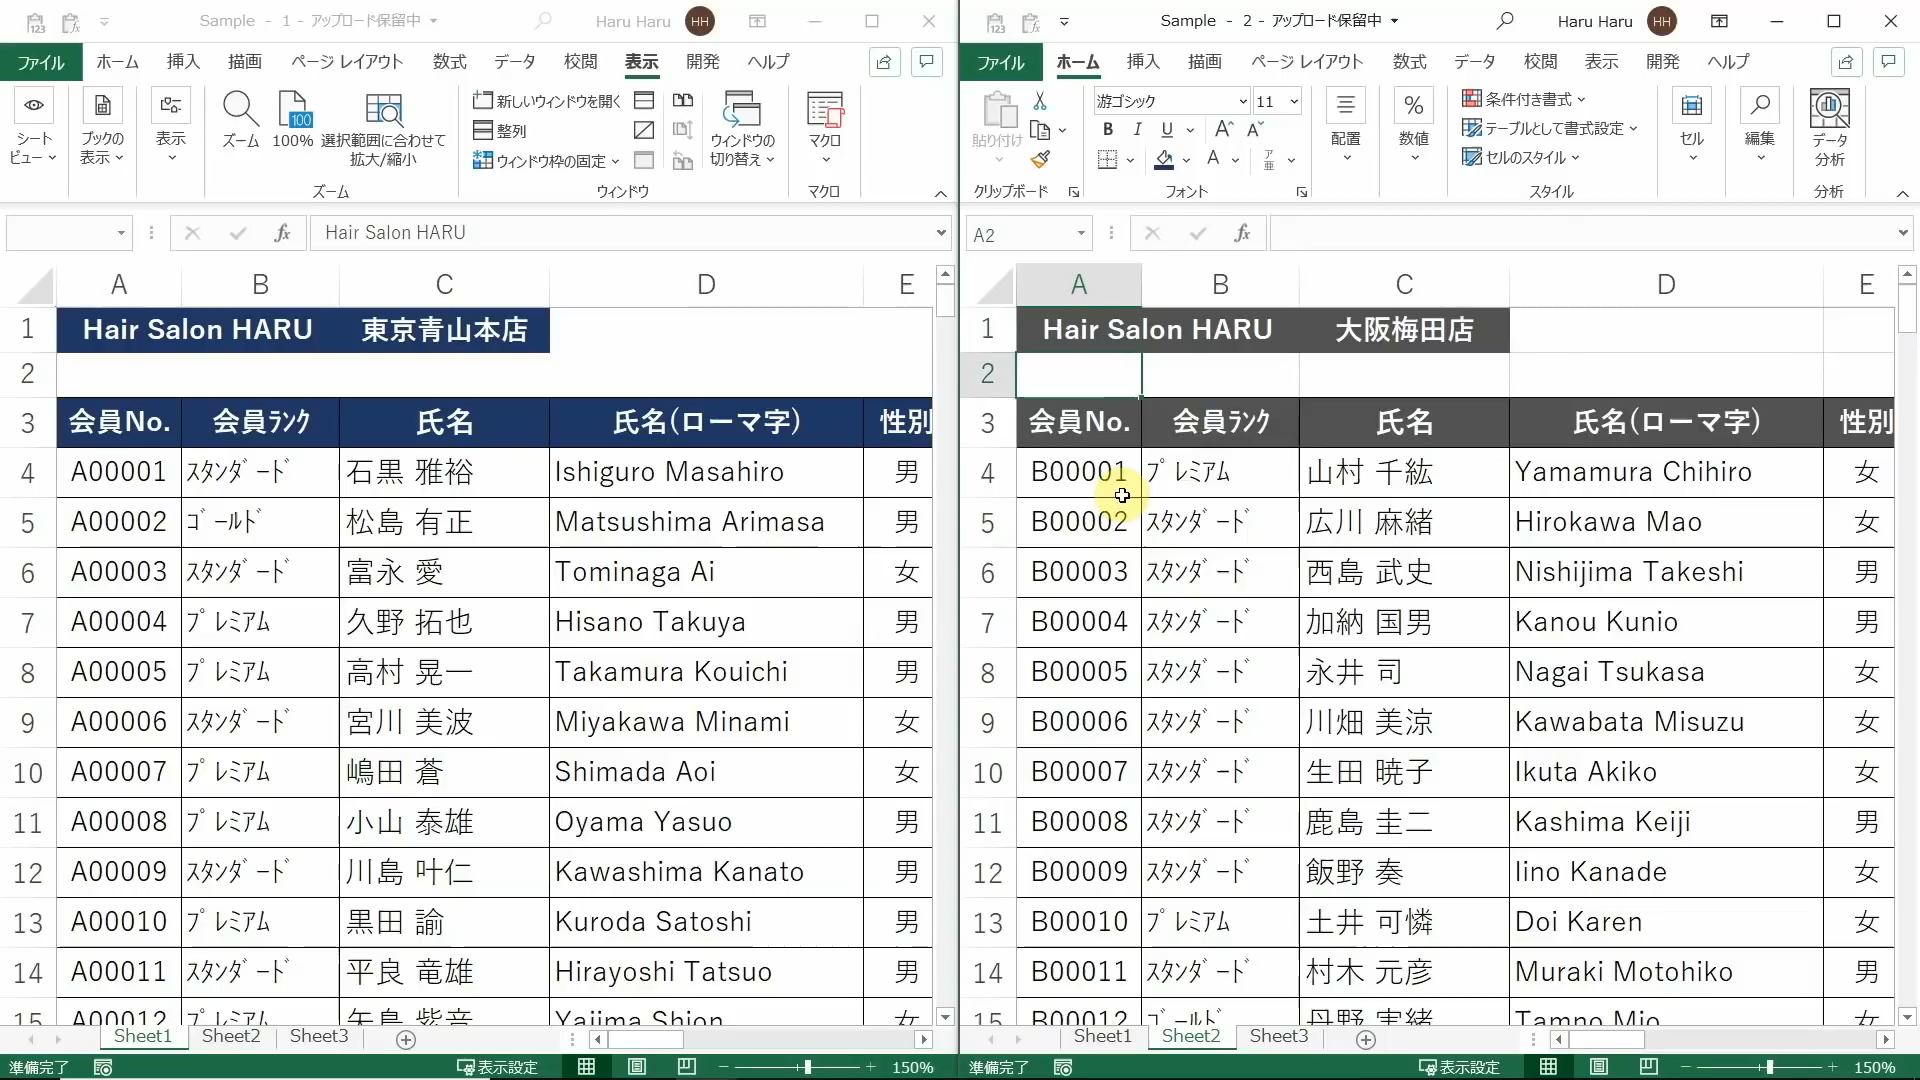 Sample - 1 - アップロード保留中
Haru Haru
HH
ファイル
ホーム
挿入
描画
ページ レイアウト
数式
データ
校閲
表示
開発
ヘルプ
シート
ビュー
ブックの
表示
表示
ズーム
100
100%
選択範囲に合わせて
拡大/縮小
ズーム
新しいウィンドウを開く
整列
ウィンドウ枠の固定
ウィンドウの
切り替え
ウィンドウ
マクロ
マクロ
fx
Hair Salon HARU
A B C D E
1 Hair Salon HARU 東京青山本店
2
3 会員No. 会員ﾗﾝｸ 氏名 氏名(ローマ字) 性別
4 A00001 ｽﾀﾝﾀﾞｰﾄﾞ 石黒 雅裕 Ishiguro Masahiro 男
5 A00002 ｺﾞｰﾙﾄﾞ 松島 有正 Matsushima Arimasa 男
6 A00003 ｽﾀﾝﾀﾞｰﾄﾞ 富永 愛 Tominaga Ai 女
7 A00004 ﾌﾟﾚﾐｱﾑ 久野 拓也 Hisano Takuya 男
8 A00005 ﾌﾟﾚﾐｱﾑ 高村 晃一 Takamura Kouichi 男
9 A00006 ｽﾀﾝﾀﾞｰﾄﾞ 宮川 美波 Miyakawa Minami 女
10 A00007 ﾌﾟﾚﾐｱﾑ 嶋田 蒼 Shimada Aoi 女
11 A00008 ﾌﾟﾚﾐｱﾑ 小山 泰雄 Oyama Yasuo 男
12 A00009 ｽﾀﾝﾀﾞｰﾄﾞ 川島 叶仁 Kawashima Kanato 男
13 A00010 ﾌﾟﾚﾐｱﾑ 黒田 諭 Kuroda Satoshi 男
14 A00011 ｽﾀﾝﾀﾞｰﾄﾞ 平良 竜雄 Hirayoshi Tatsuo 男
15 A00012 ﾌﾟﾚﾐｱﾑ 矢島 紫音 Yajima Shion 女
Sheet1 Sheet2 Sheet3
準備完了
表示設定
150%
Sample - 2 - アップロード保留中
Haru Haru
HH
ファイル
ホーム
挿入
描画
ページ レイアウト
数式
データ
校閲
表示
開発
ヘルプ
貼り付け
クリップボード
游ゴシック
11
B I U A A
A
ア
亜
フォント
配置
%
数値
条件付き書式
テーブルとして書式設定
セルのスタイル
スタイル
セル
編集
データ
分析
分析
A2
fx
A B C D E
1 Hair Salon HARU 大阪梅田店
2
3 会員No. 会員ﾗﾝｸ 氏名 氏名(ローマ字) 性別
4 B00001 ﾌﾟﾚﾐｱﾑ 山村 千紘 Yamamura Chihiro 女
5 B00002 ｽﾀﾝﾀﾞｰﾄﾞ 広川 麻緒 Hirokawa Mao 女
6 B00003 ｽﾀﾝﾀﾞｰﾄﾞ 西島 武史 Nishijima Takeshi 男
7 B00004 ｽﾀﾝﾀﾞｰﾄﾞ 加納 国男 Kanou Kunio 男
8 B00005 ｽﾀﾝﾀﾞｰﾄﾞ 永井 司 Nagai Tsukasa 女
9 B00006 ｽﾀﾝﾀﾞｰﾄﾞ 川畑 美涼 Kawabata Misuzu 女
10 B00007 ｽﾀﾝﾀﾞｰﾄﾞ 生田 暁子 Ikuta Akiko 女
11 B00008 ｽﾀﾝﾀﾞｰﾄﾞ 鹿島 圭二 Kashima Keiji 男
12 B00009 ｽﾀﾝﾀﾞｰﾄﾞ 飯野 奏 Iino Kanade 女
13 B00010 ﾌﾟﾚﾐｱﾑ 土井 可憐 Doi Karen 女
14 B00011 ｽﾀﾝﾀﾞｰﾄﾞ 村木 元彦 Muraki Motohiko 男
15 B00012 ｺﾞｰﾙﾄﾞ 丹野 実緒 Tamno Mio 女
Sheet1 Sheet2 Sheet3
準備完了
表示設定
150%